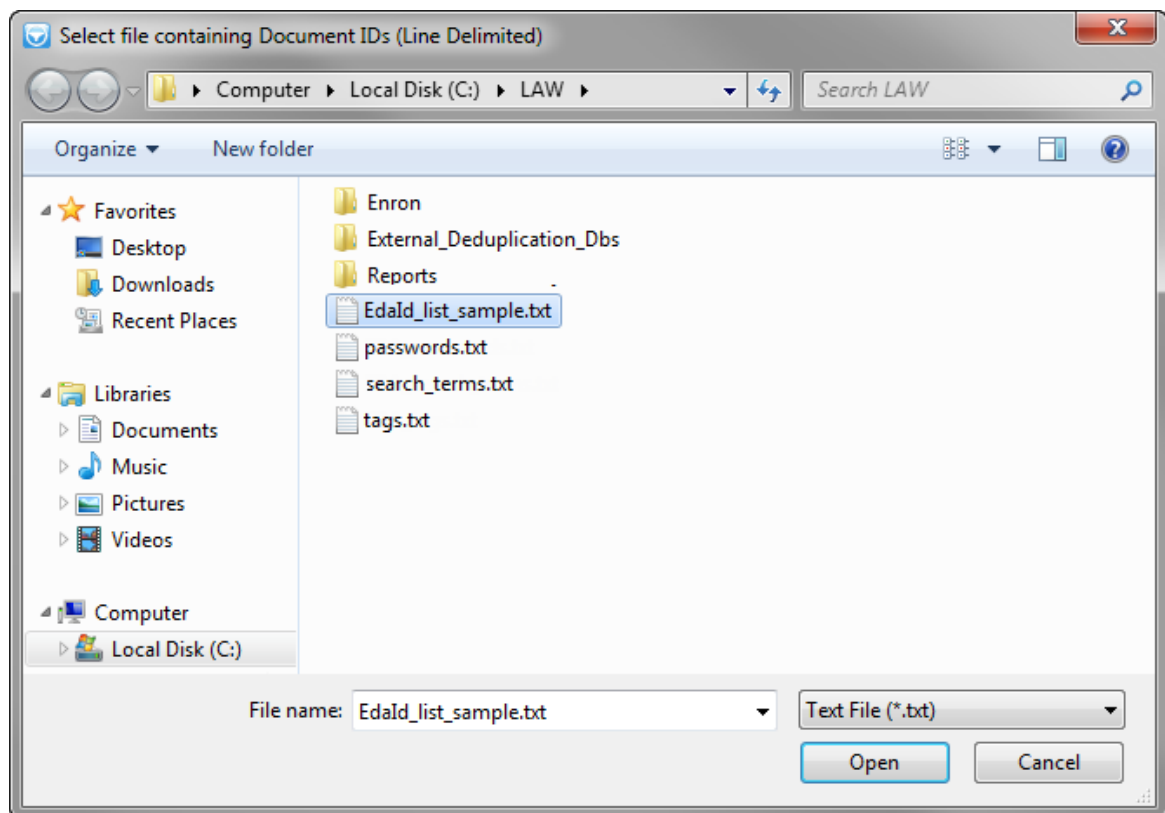 Select file containing Document IDs (Line Delimited)
Computer Local Disk (C:) LAW
Search LAW
Organize
New folder
Favorites
Desktop
Downloads
Recent Places
Libraries
Documents
Music
Pictures
Videos
Computer
Local Disk (C:)
Enron
External_Deduplication_Dbs
Reports
EdaId_list_sample.txt
passwords.txt
search_terms.txt
tags.txt
File name: EdaId_list_sample.txt
Text File (*.txt)
Open
Cancel